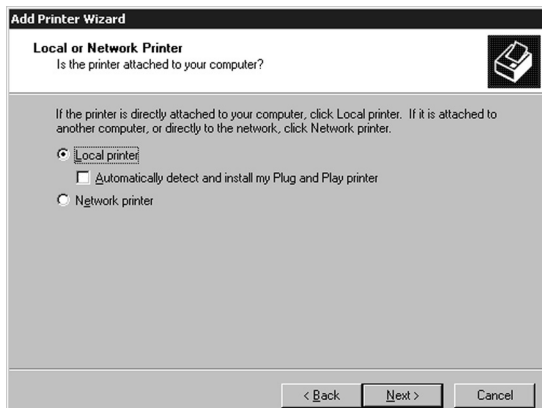 Add Printer Wizard
Local or Network Printer
Is the printer attached to your computer?
If the printer is directly attached to your computer, click Local printer. If it is attached to
another computer, or directly to the network, click Network printer.
Local printer
Automatically detect and install my Plug and Play printer
Network printer
< Back
Next >
Cancel